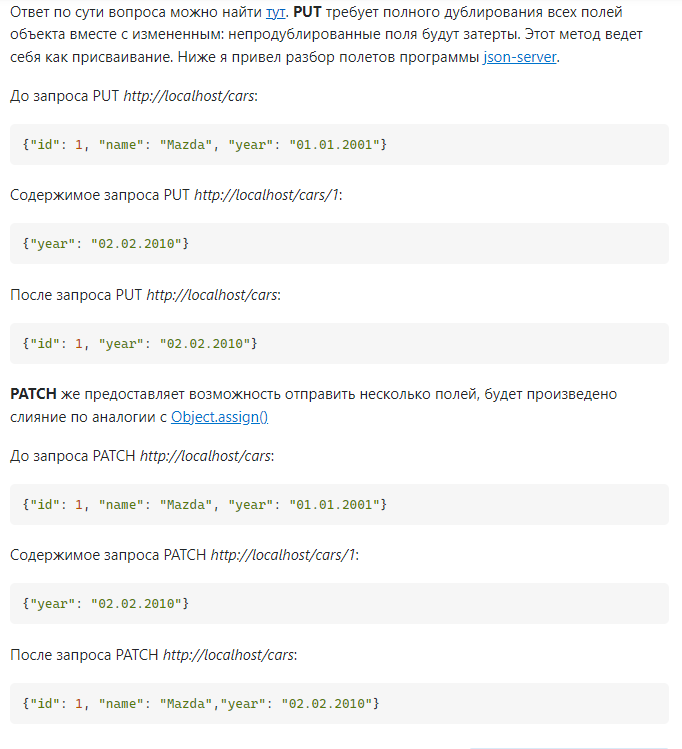 Ответ по сути вопроса можно найти тут. PUT требует полного дублирования всех полей
объекта вместе с измененным: непродублированные поля будут затерты. Этот метод ведет
себя как присваивание. Ниже я привел разбор полетов программы json-server.
До запроса PUT http://localhost/cars:
{"id": 1, "name": "Mazda", "year": "01.01.2001"}
Содержимое запроса PUT http://localhost/cars/1:
{"year": "02.02.2010"}
После запроса PUT http://localhost/cars:
{"id": 1, "year": "02.02.2010"}
PATCH же предоставляет возможность отправить несколько полей, будет произведено
слияние по аналогии с Object.assign()
До запроса PATCH http://localhost/cars:
{"id": 1, "name": "Mazda", "year": "01.01.2001"}
Содержимое запроса PATCH http://localhost/cars/1:
{"year": "02.02.2010"}
После запроса PATCH http://localhost/cars:
{"id": 1, "name": "Mazda","year": "02.02.2010"}